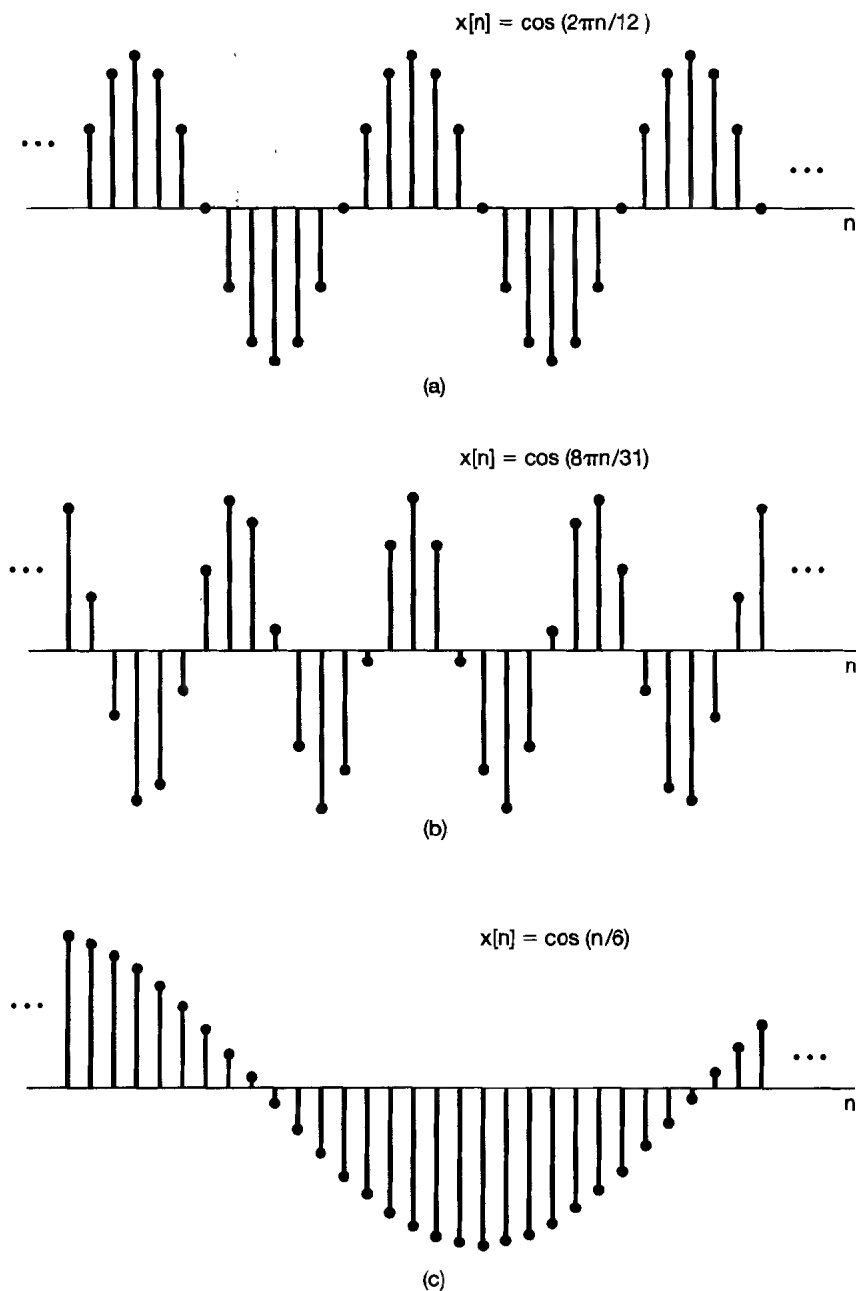 x[n] = cos (2πn/12 )
...
...
n
(a)
x[n] = cos (8πn/31)
...
...
n
(b)
x[n] = cos (n/6)
...
...
n
(c)